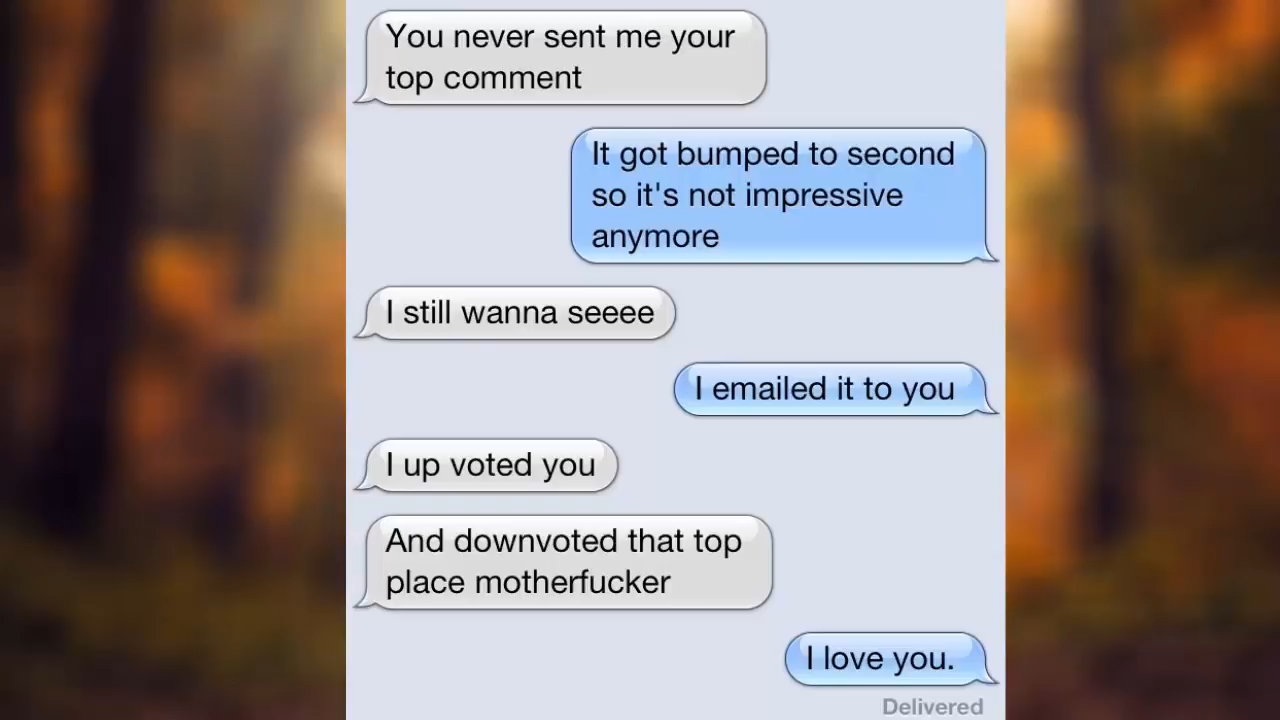 You never sent me your
top comment
It got bumped to second
so it's not impressive
anymore
I still wanna seeee
I emailed it to you
I up voted you
And downvoted that top
place motherfucker
I love you.
Delivered